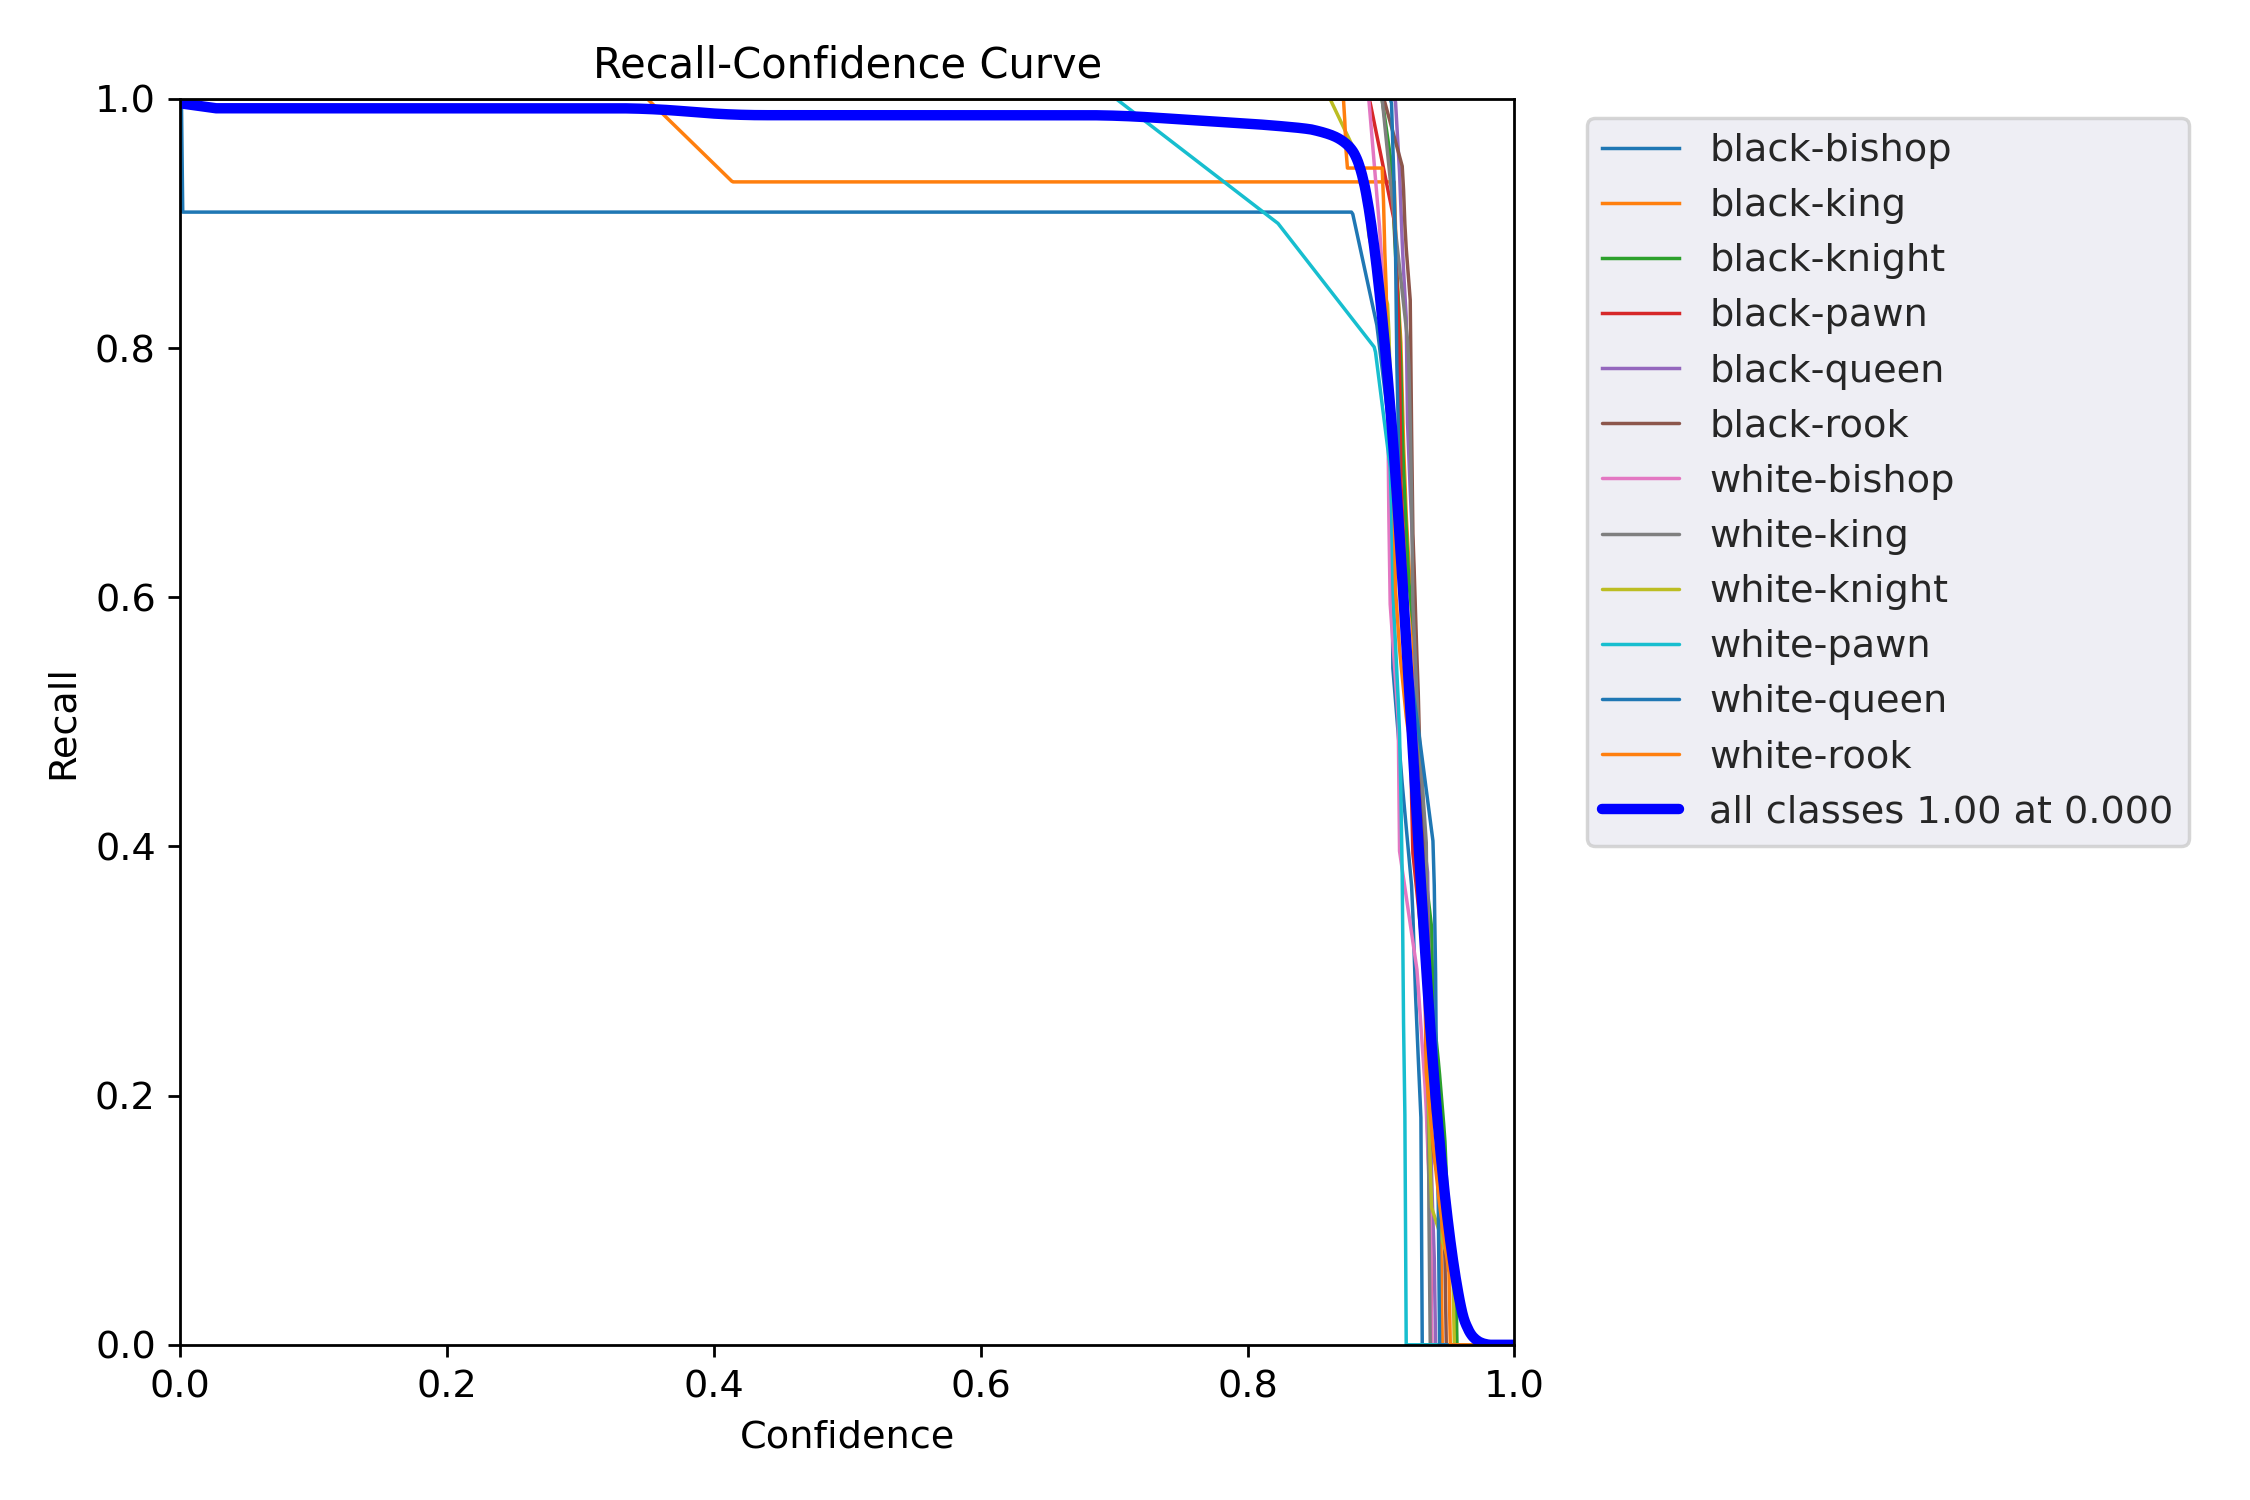 Recall-Confidence Curve
1.0
0.8
0.6
0.4
0.2
0.0
Recall
0.0 0.2 0.4 0.6 0.8 1.0
Confidence
black-bishop
black-king
black-knight
black-pawn
black-queen
black-rook
white-bishop
white-king
white-knight
white-pawn
white-queen
white-rook
all classes 1.00 at 0.000